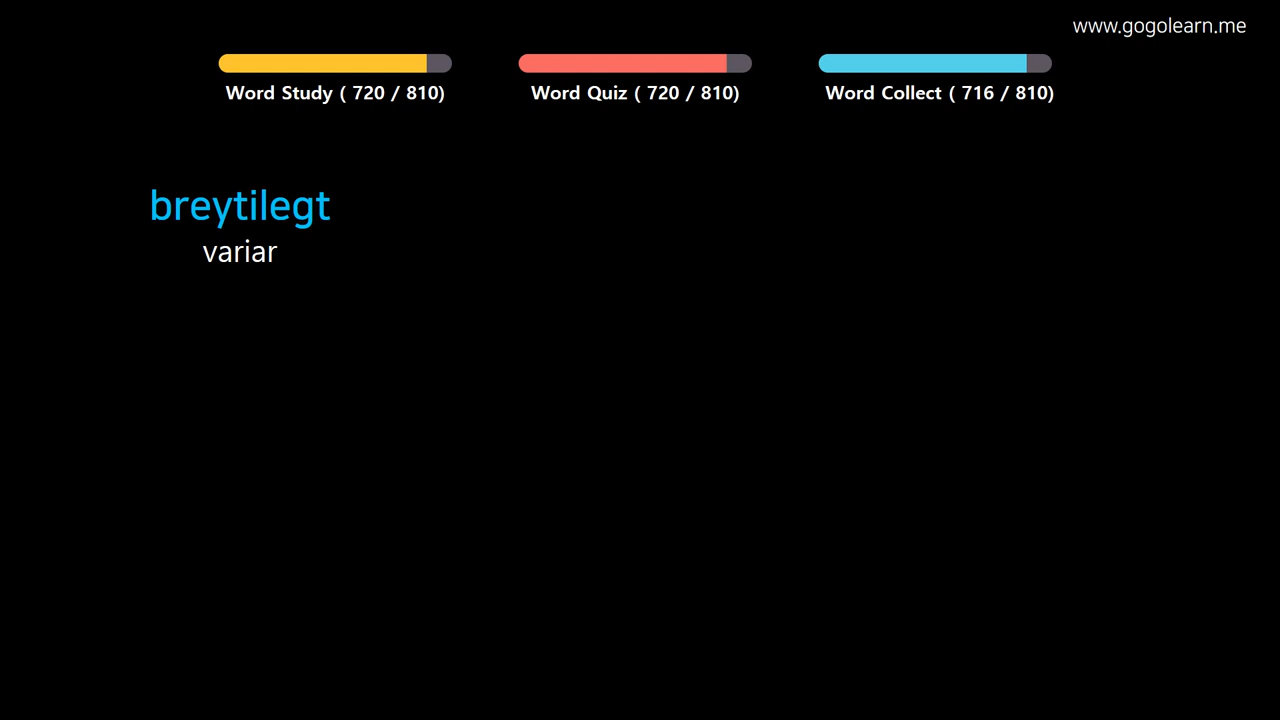 www.gogolearn.me
Word Study ( 720 / 810)
Word Quiz ( 720 / 810)
Word Collect ( 716 / 810)
breytilegt
variar